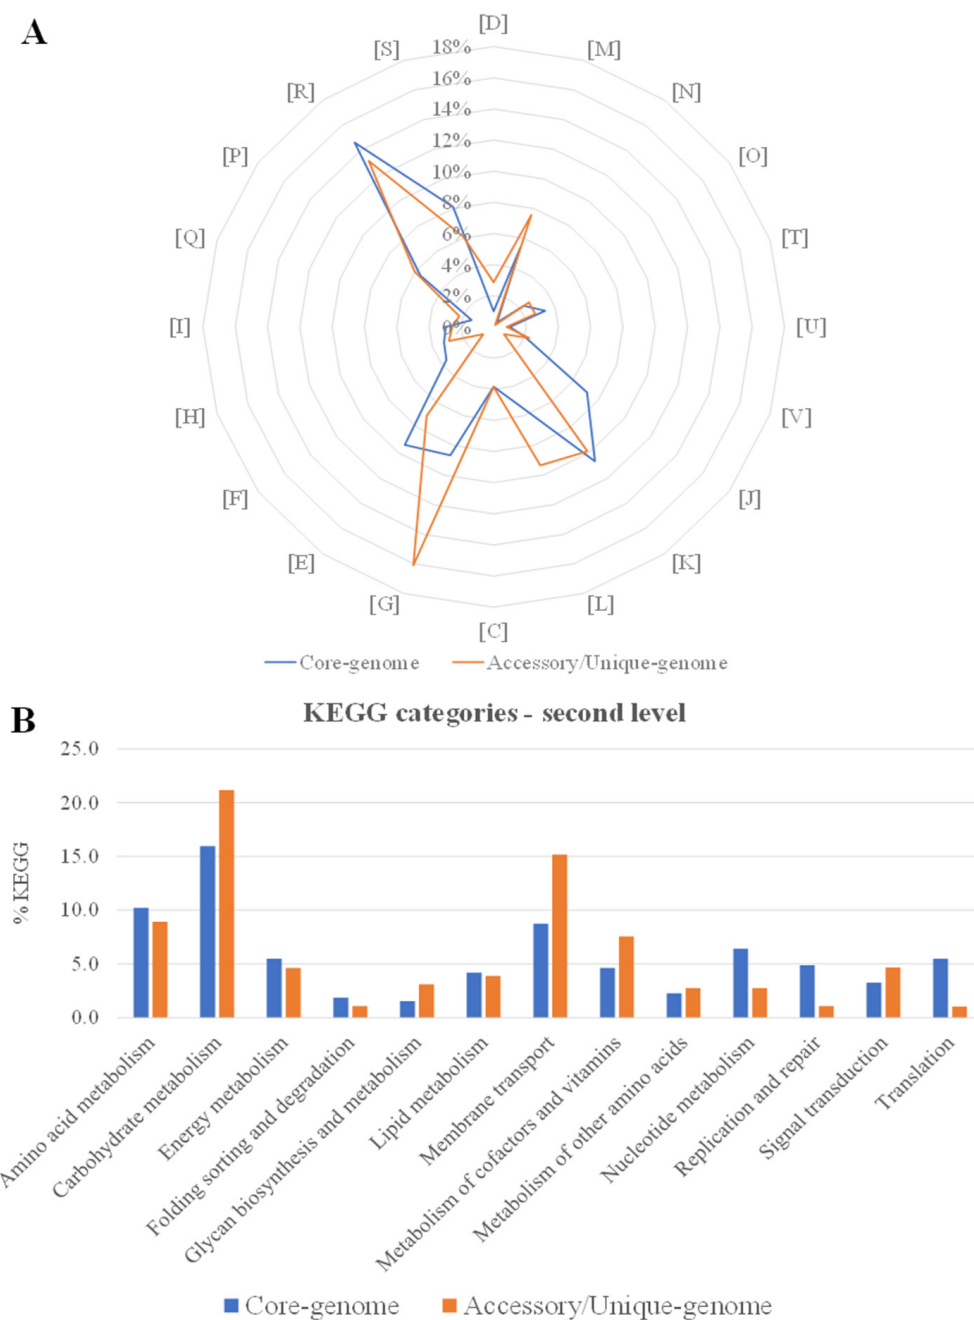 A
[D]
[S] [M]
[R] [N]
[P] [O]
[Q] [T]
[I] [U]
[H] [V]
[F] [J]
[E] [K]
[G] [L]
[C]
18%
16%
14%
12%
10%
8%
6%
4%
2%
0%
Core-genome Accessory/Unique-genome
B
KEGG categories - second level
% KEGG
25.0
20.0
15.0
10.0
5.0
0.0
Amino acid metabolism
Carbohydrate metabolism
Energy metabolism
Folding sorting and degradation
Glycan biosynthesis and metabolism
Lipid metabolism
Membrane transport
Metabolism of cofactors and vitamins
Metabolism of other amino acids
Nucleotide metabolism
Replication and repair
Signal transduction
Translation
Core-genome Accessory/Unique-genome